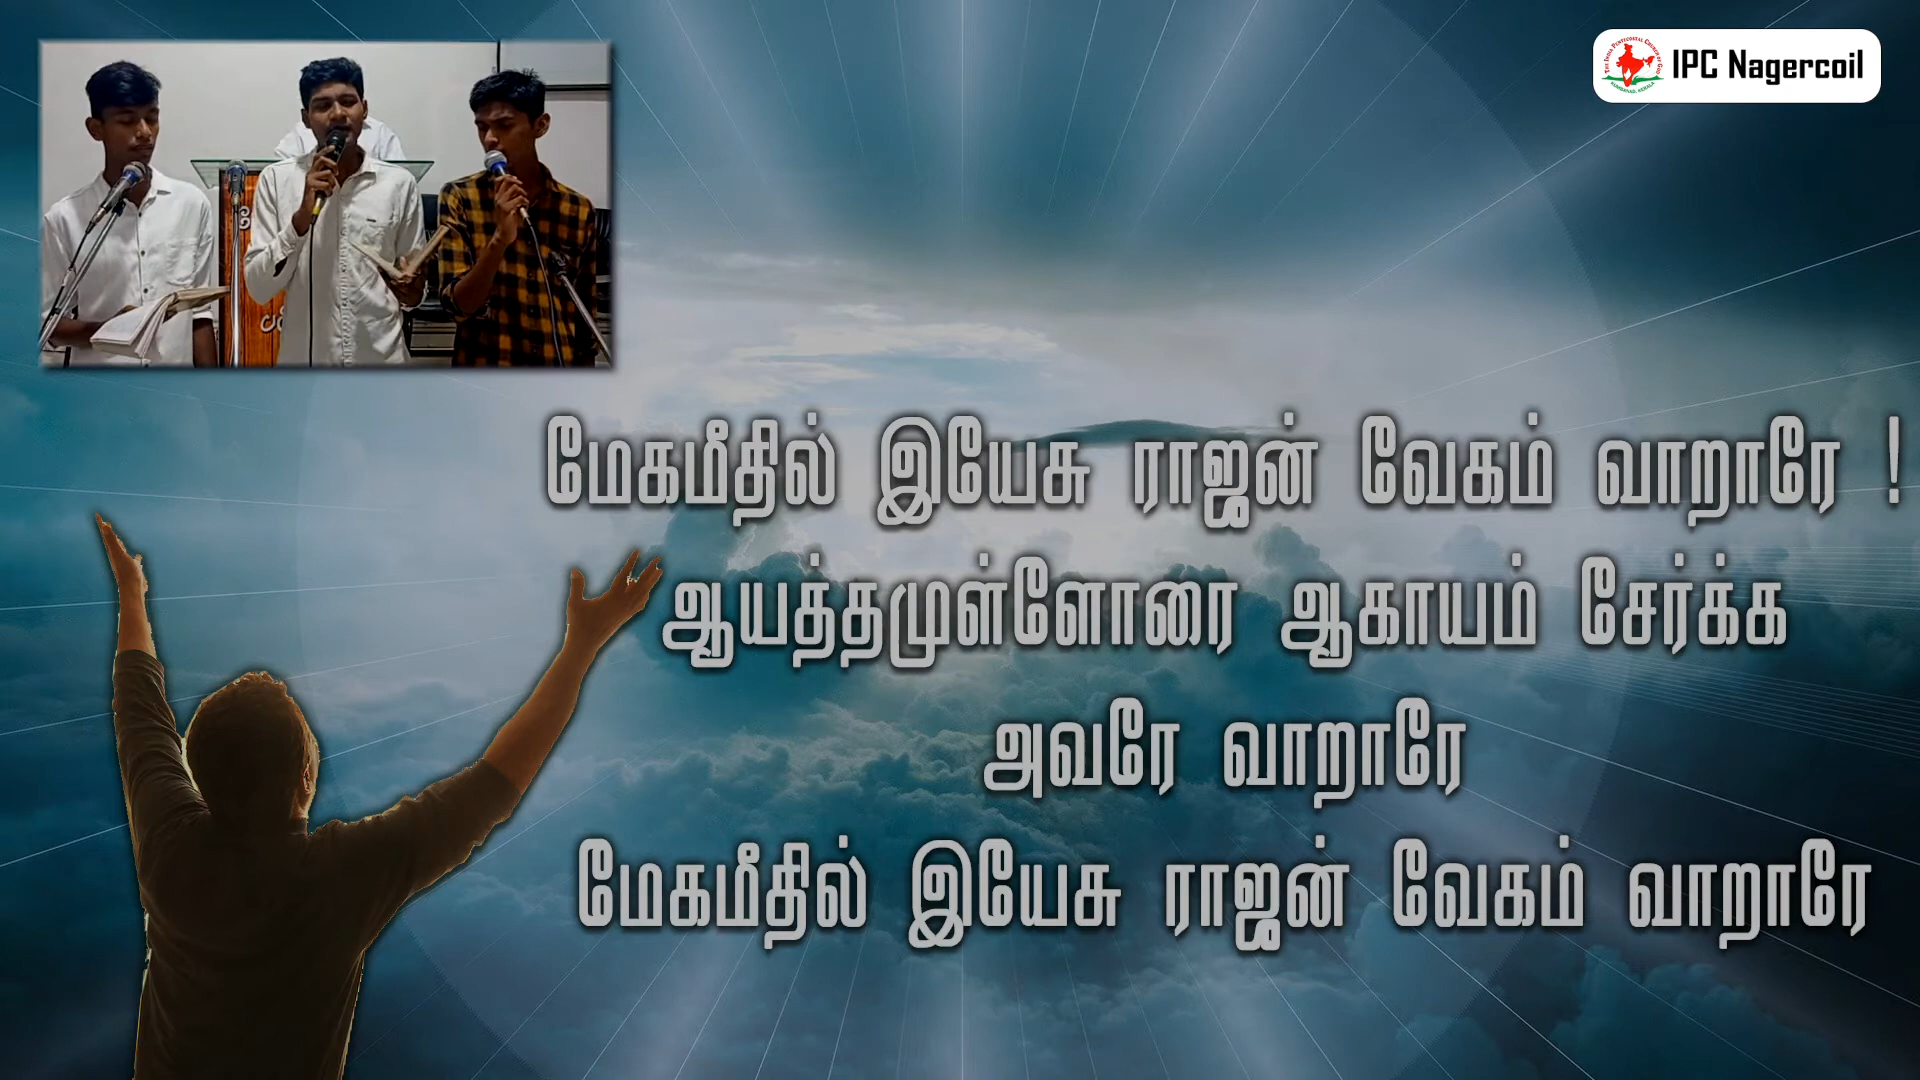 IPC Nagercoil
மேகமீதில் இயேசு ராஜன் வேகம் வாறாரே !
ஆயத்தமுள்ளோரை ஆகாயம் சேர்க்க
அவரே வாறாரே
மேகமீதில் இயேசு ராஜன் வேகம் வாறாரே